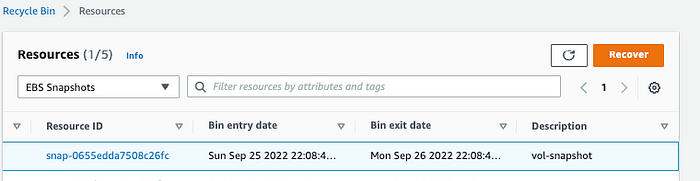 Recycle Bin > Resources
Resources (1/5) Info Recover
EBS Snapshots Filter resources by attributes and tags < 1 >
Resource ID Bin entry date Bin exit date Description
snap-0655edda7508c26fc Sun Sep 25 2022 22:08:4... Mon Sep 26 2022 22:08:4... vol-snapshot